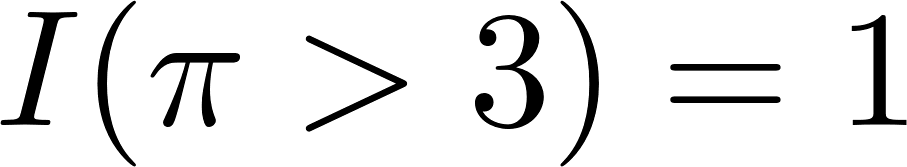 I(π > 3) = 1